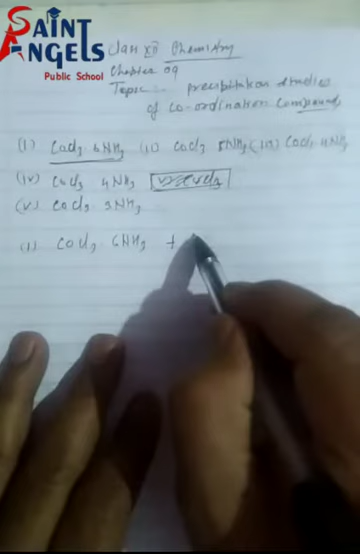 SAINT
ANGELS
Public School
Class XII Chemistry
Chapter 09
Topic: precipitation studies
of co-ordination compounds
(i) CoCl3 6NH3 (ii) CoCl3 5NH3 (iii) CoCl3 4NH3
(iv) CoCl3 4NH3
(v) CoCl3 3NH3
(i) CoCl3 6NH3 +